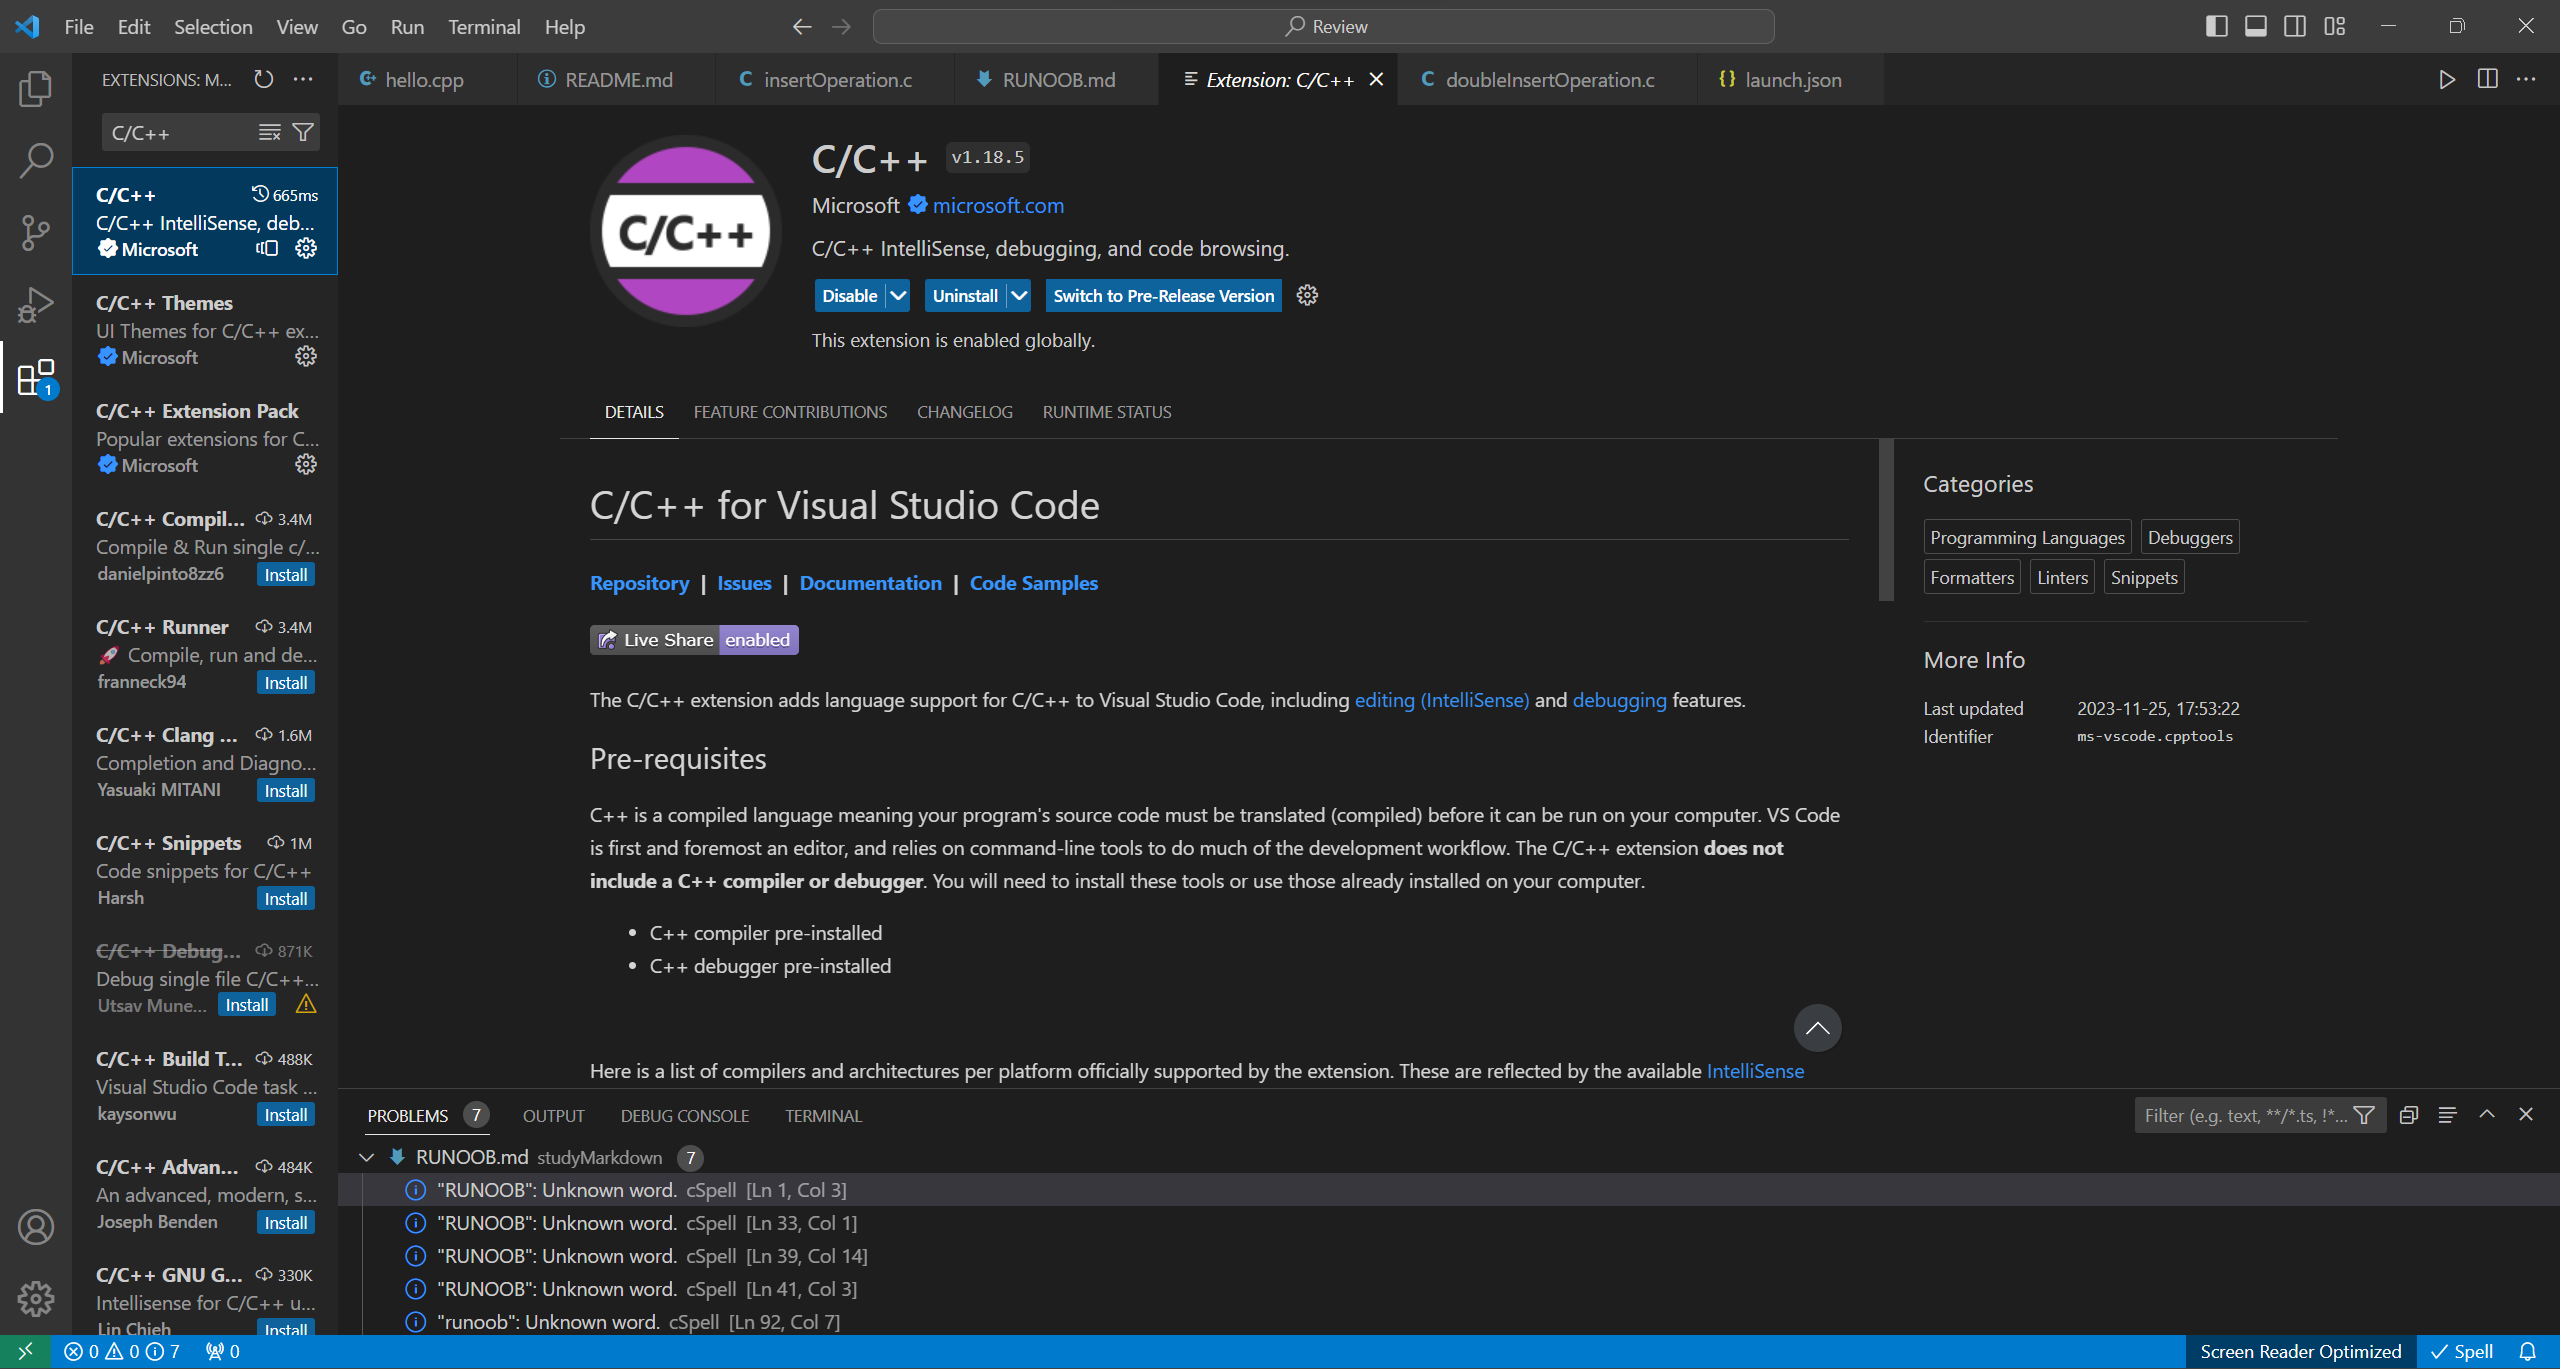 File Edit Selection View Go Run Terminal Help
Review
EXTENSIONS: M...
hello.cpp
README.md
insertOperation.c
RUNOOB.md
Extension: C/C++
doubleInsertOperation.c
launch.json
C/C++
C/C++ 665ms
C/C++ IntelliSense, deb...
Microsoft
C/C++ Themes
UI Themes for C/C++ ex...
Microsoft
C/C++ Extension Pack
Popular extensions for C...
Microsoft
C/C++ Compil... 3.4M
Compile & Run single c/...
danielpinto8zz6 Install
C/C++ Runner 3.4M
🚀 Compile, run and de...
franneck94 Install
C/C++ Clang ... 1.6M
Completion and Diagno...
Yasuaki MITANI Install
C/C++ Snippets 1M
Code snippets for C/C++
Harsh Install
C/C++ Debug... 871K
Debug single file C/C++...
Utsav Mune... Install
C/C++ Build T... 488K
Visual Studio Code task ...
kaysonwu Install
C/C++ Advan... 484K
An advanced, modern, s...
Joseph Benden Install
C/C++ GNU G... 330K
Intellisense for C/C++ u...
Lin Chieh Install
1
C/C++
C/C++ v1.18.5
Microsoft microsoft.com
C/C++ IntelliSense, debugging, and code browsing.
Disable Uninstall Switch to Pre-Release Version
This extension is enabled globally.
DETAILS FEATURE CONTRIBUTIONS CHANGELOG RUNTIME STATUS
C/C++ for Visual Studio Code
Repository | Issues | Documentation | Code Samples
Live Share enabled
The C/C++ extension adds language support for C/C++ to Visual Studio Code, including editing (IntelliSense) and debugging features.
Pre-requisites
C++ is a compiled language meaning your program's source code must be translated (compiled) before it can be run on your computer. VS Code
is first and foremost an editor, and relies on command-line tools to do much of the development workflow. The C/C++ extension does not
include a C++ compiler or debugger. You will need to install these tools or use those already installed on your computer.
• C++ compiler pre-installed
• C++ debugger pre-installed
Here is a list of compilers and architectures per platform officially supported by the extension. These are reflected by the available IntelliSense
Categories
Programming Languages Debuggers
Formatters Linters Snippets
More Info
Last updated 2023-11-25, 17:53:22
Identifier ms-vscode.cpptools
PROBLEMS 7 OUTPUT DEBUG CONSOLE TERMINAL
Filter (e.g. text, **/*.ts, !*...
RUNOOB.md studyMarkdown 7
"RUNOOB": Unknown word. cSpell [Ln 1, Col 3]
"RUNOOB": Unknown word. cSpell [Ln 33, Col 1]
"RUNOOB": Unknown word. cSpell [Ln 39, Col 14]
"RUNOOB": Unknown word. cSpell [Ln 41, Col 3]
"runoob": Unknown word. cSpell [Ln 92, Col 7]
0 0 7 0
Screen Reader Optimized Spell